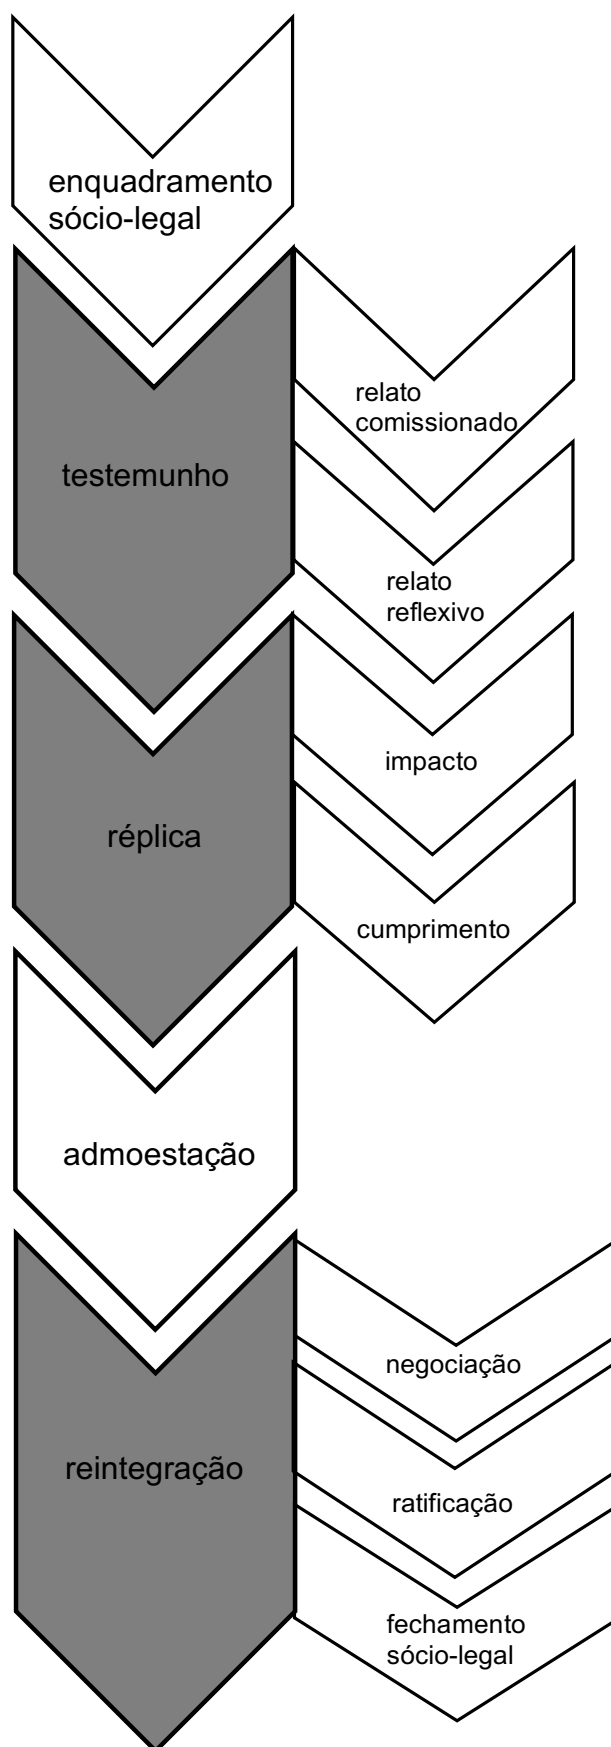 enquadramento
sócio-legal
relato
comissionado
testemunho
relato
reflexivo
impacto
réplica
cumprimento
admoestação
negociação
reintegração
ratificação
fechamento
sócio-legal